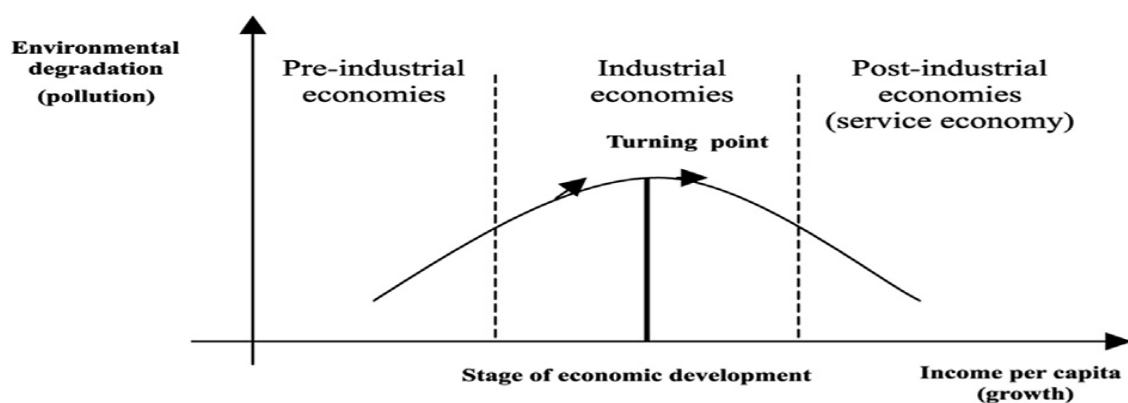 Environmental
degradation
(pollution)
Pre-industrial
economies
Industrial
economies
Post-industrial
economies
(service economy)
Turning point
Stage of economic development
Income per capita
(growth)